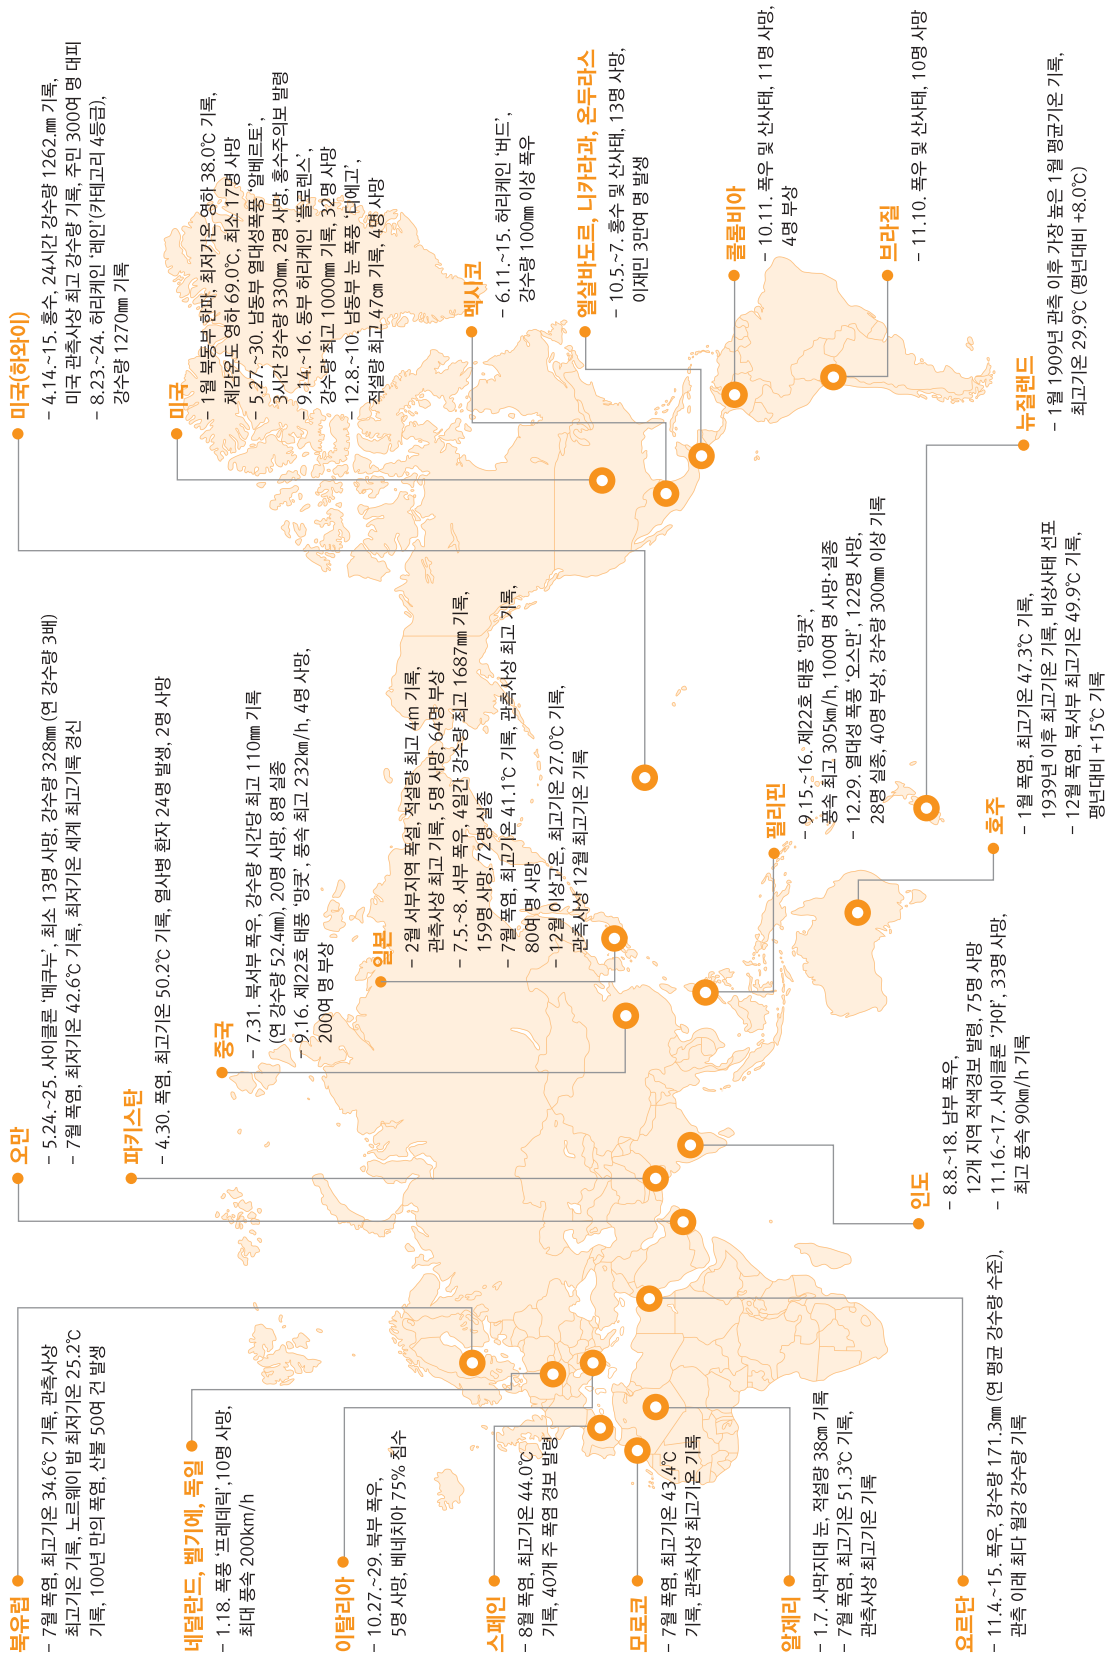 북유럽
– 7월 폭염, 최고기온 34.6℃ 기록, 관측사상
최고기온 기록, 노르웨이 밤 최저기온 25.2℃
기록, 100년 만의 폭염, 산불 50여 건 발생
네덜란드, 벨기에, 독일
– 1.18. 폭풍 ‘프레데릭’,10명 사망,
최대 풍속 200km/h
이탈리아
– 10.27.~29. 북부 폭우,
5명 사망, 베네치아 75% 침수
스페인
– 8월 폭염, 최고기온 44.0℃
기록, 40개 주 폭염 경보 발령
모로코
– 7월 폭염, 최고기온 43.4℃
기록, 관측사상 최고기온 기록
알제리
– 1.7. 사막지대 눈, 적설량 38㎝ 기록
– 7월 폭염, 최고기온 51.3℃ 기록,
관측사상 최고기온 기록
요르단
– 11.4.~15. 폭우, 강수량 171.3㎜ (연 평균 강수량 수준),
관측 이래 최다 월강 강수량 기록
오만
– 5.24.~25. 사이클론 ‘메쿠누’, 최소 13명 사망, 강수량 328㎜ (연 강수량 3배)
– 7월 폭염, 최저기온 42.6℃ 기록, 최저기온 세계 최고기록 경신
파키스탄
– 4.30. 폭염, 최고기온 50.2℃ 기록, 열사병 환자 24명 발생, 2명 사망
중국
– 7.31. 북서부 폭우, 강수량 시간당 최고 110㎜ 기록
(연 강수량 52.4㎜), 20명 사망, 8명 실종
– 9.16. 제22호 태풍 ‘망쿳’, 풍속 최고 232㎞/h, 4명 사망,
200여 명 부상
일본
– 2월 서부지역 폭설, 적설량 최고 4m 기록,
관측사상 최고 기록, 5명 사망, 64명 부상
– 7.5.~8. 서부 폭우, 4일간 강수량 최고 1687㎜ 기록,
159명 사망, 72명 실종
– 7월 폭염, 최고기온 41.1℃ 기록, 관측사상 최고 기록,
80여 명 사망
– 12월 이상고온, 최고기온 27.0℃ 기록,
관측사상 12월 최고기온 기록
필리핀
– 9.15.~16. 제22호 태풍 ‘망쿳’,
풍속 최고 305㎞/h, 100여 명 사망·실종
– 12.29. 열대성 폭풍 ‘오스만’, 122명 사망,
28명 실종, 40명 부상, 강수량 300㎜ 이상 기록
인도
– 8.8.~18. 남부 폭우,
12개 지역 적색경보 발령, 75명 사망
– 11.16.~17. 사이클론 ‘가야’, 33명 사망,
최고 풍속 90㎞/h 기록
호주
– 1월 폭염, 최고기온 47.3℃ 기록,
1939년 이후 최고기온 기록, 비상사태 선포
– 12월 폭염, 북서부 최고기온 49.9℃ 기록,
평년대비 +15℃ 기록
미국(하와이)
– 4.14.~15. 홍수, 24시간 강수량 1262.㎜ 기록,
미국 관측사상 최고 강수량 기록, 주민 300여 명 대피
– 8.23.~24. 허리케인 ‘레인’(카테고리 4등급),
강수량 1270㎜ 기록
미국
– 1월 북동부 한파, 최저기온 영하 38.0℃ 기록,
체감온도 영하 69.0℃, 최소 17명 사망
– 5.27.~30. 남동부 열대성폭풍 ‘알베르토’,
3시간 강수량 330㎜, 2명 사망, 홍수주의보 발령
– 9.14.~16. 동부 허리케인 ‘플로렌스’,
강수량 최고 1000㎜ 기록, 32명 사망
– 12.8.~10. 남동부 눈 폭풍 ‘디에고’,
적설량 최고 47㎝ 기록, 4명 사망
멕시코
– 6.11.~15. 허리케인 ‘버드’,
강수량 100㎜ 이상 폭우
엘살바도르, 니카라과, 온두라스
– 10.5.~7. 홍수 및 산사태, 13명 사망,
이재민 3만여 명 발생
콜롬비아
– 10.11. 폭우 및 산사태, 11명 사망,
4명 부상
브라질
– 11.10. 폭우 및 산사태, 10명 사망
뉴질랜드
– 1월 1909년 관측 이후 가장 높은 1월 평균기온 기록,
최고기온 29.9℃ (평년대비 +8.0℃)